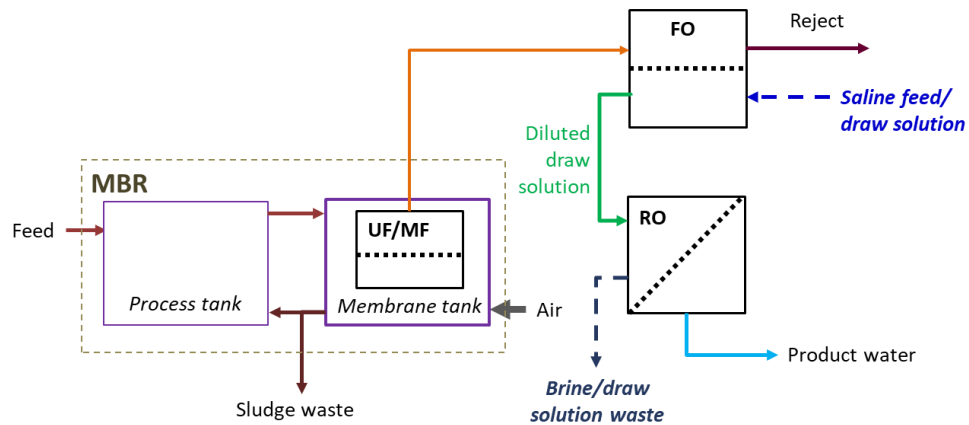 FO
Reject
Saline feed/
draw solution
Diluted
draw
solution
MBR
Feed
UF/MF
RO
Process tank
Membrane tank
Air
Product water
Sludge waste
Brine/draw
solution waste